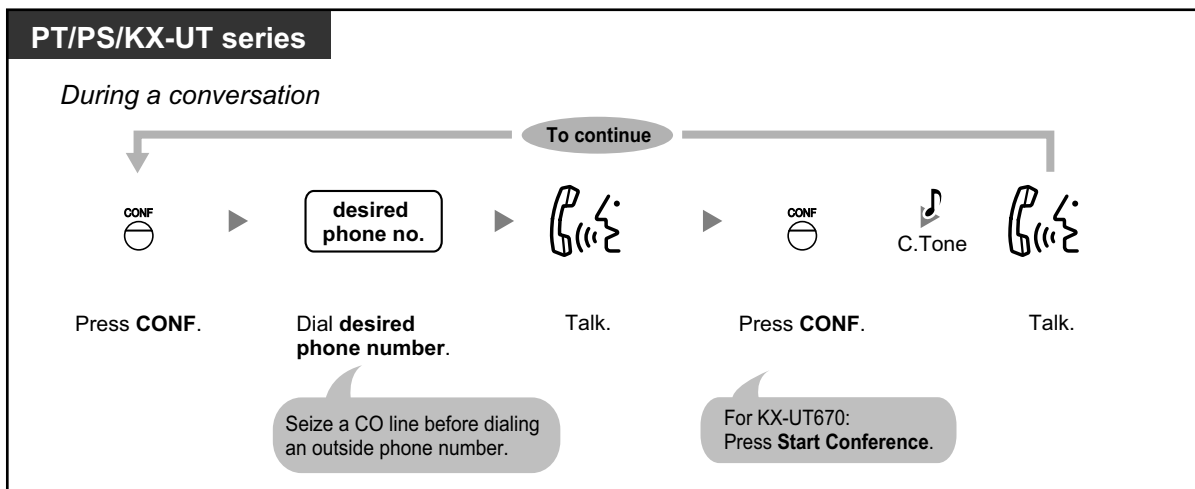 PT/PS/KX-UT series
During a conversation
To continue
CONF
desired
phone no.
CONF
C.Tone
Press CONF.
Dial desired
phone number.
Talk.
Press CONF.
Talk.
Seize a CO line before dialing
an outside phone number.
For KX-UT670:
Press Start Conference.